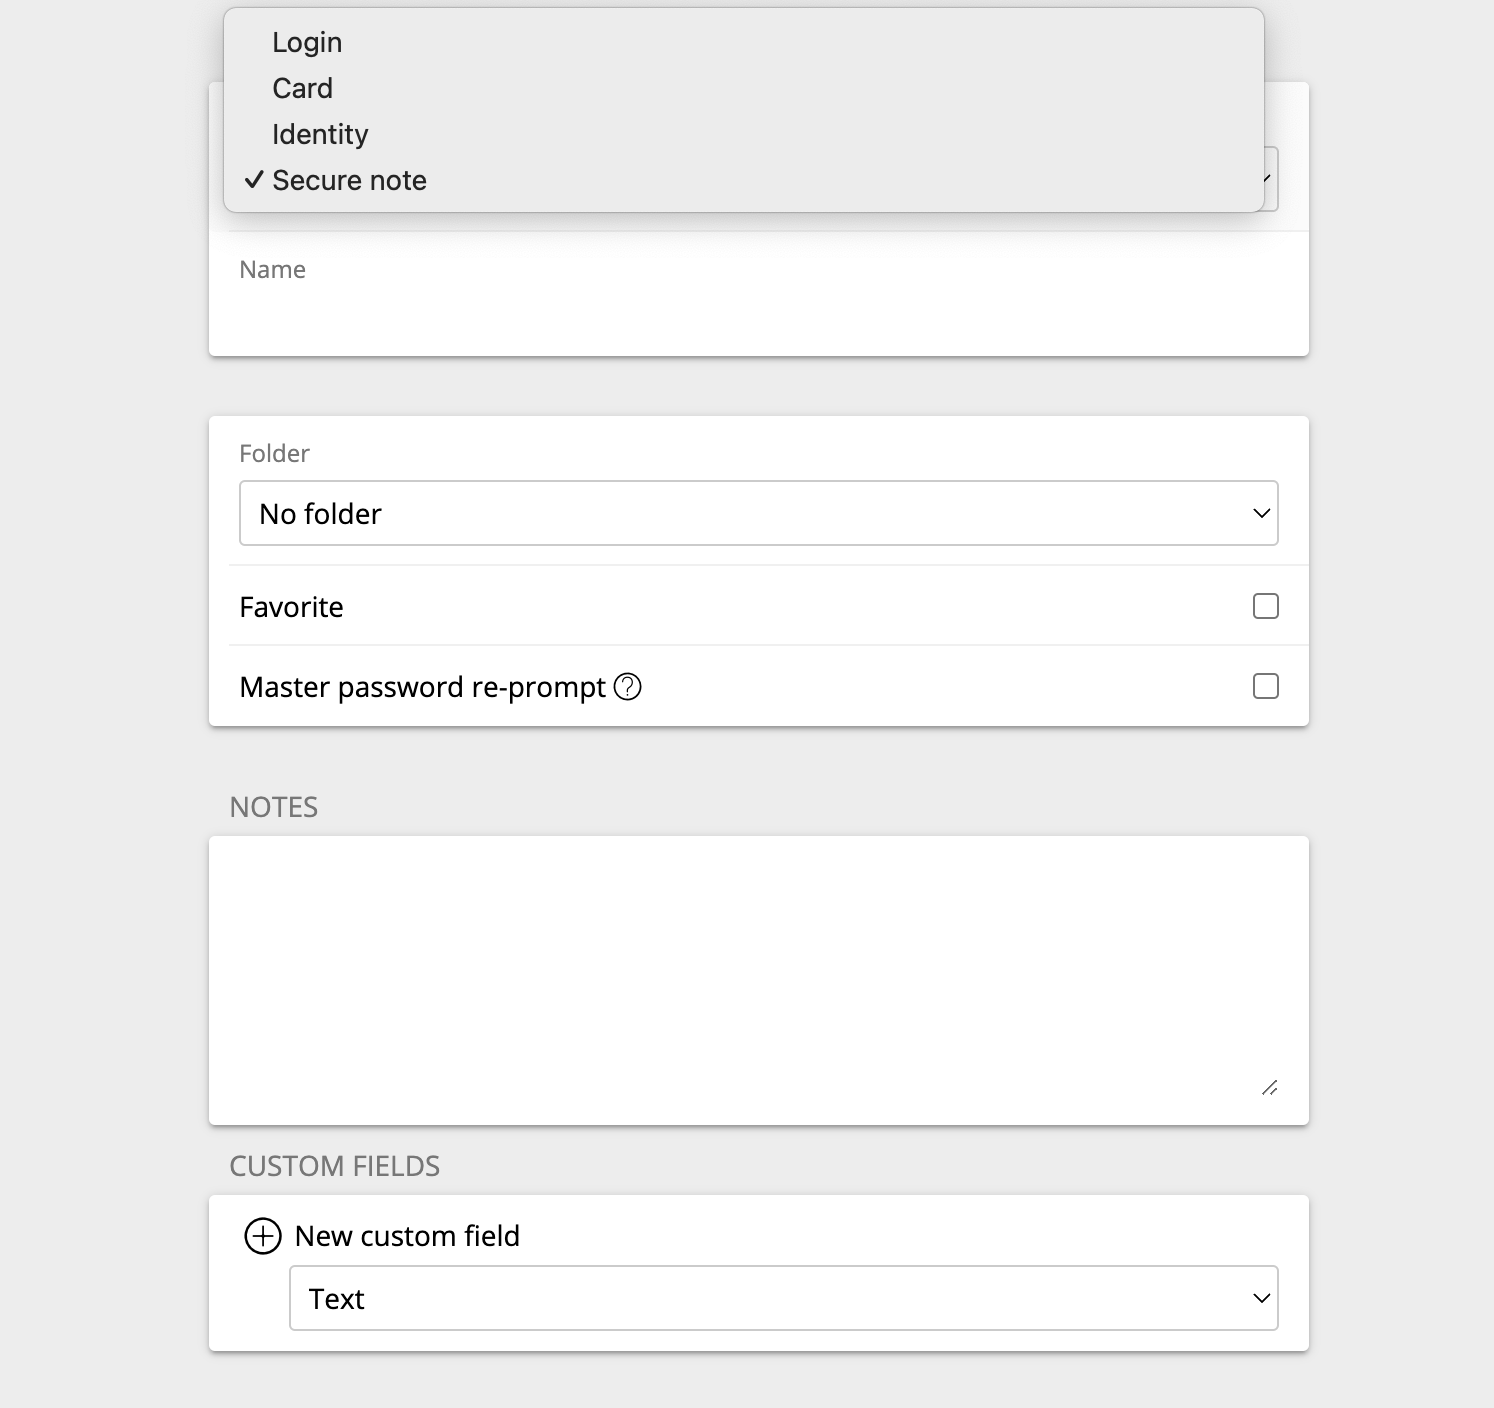 Login
Card
Identity
Secure note
Name
Folder
No folder
Favorite
Master password re-prompt
NOTES
CUSTOM FIELDS
New custom field
Text